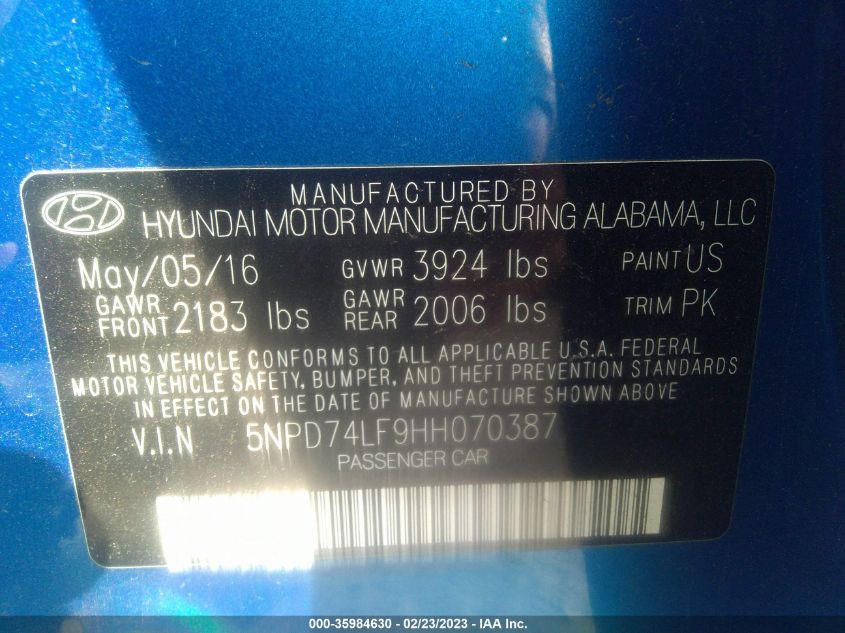 MANUFACTURED BY
HYUNDAI MOTOR MANUFACTURING ALABAMA, LLC
May/05/16 GVWR 3924 lbs PAINT US
GAWR FRONT 2183 lbs GAWR REAR 2006 lbs TRIM PK
THIS VEHICLE CONFORMS TO ALL APPLICABLE U.S.A. FEDERAL
MOTOR VEHICLE SAFETY, BUMPER, AND THEFT PREVENTION STANDARDS
IN EFFECT ON THE DATE OF MANUFACTURE SHOWN ABOVE
V.I.N 5NPD74LF9HH070387
PASSENGER CAR
000-35984630 - 02/23/2023 - IAA Inc.